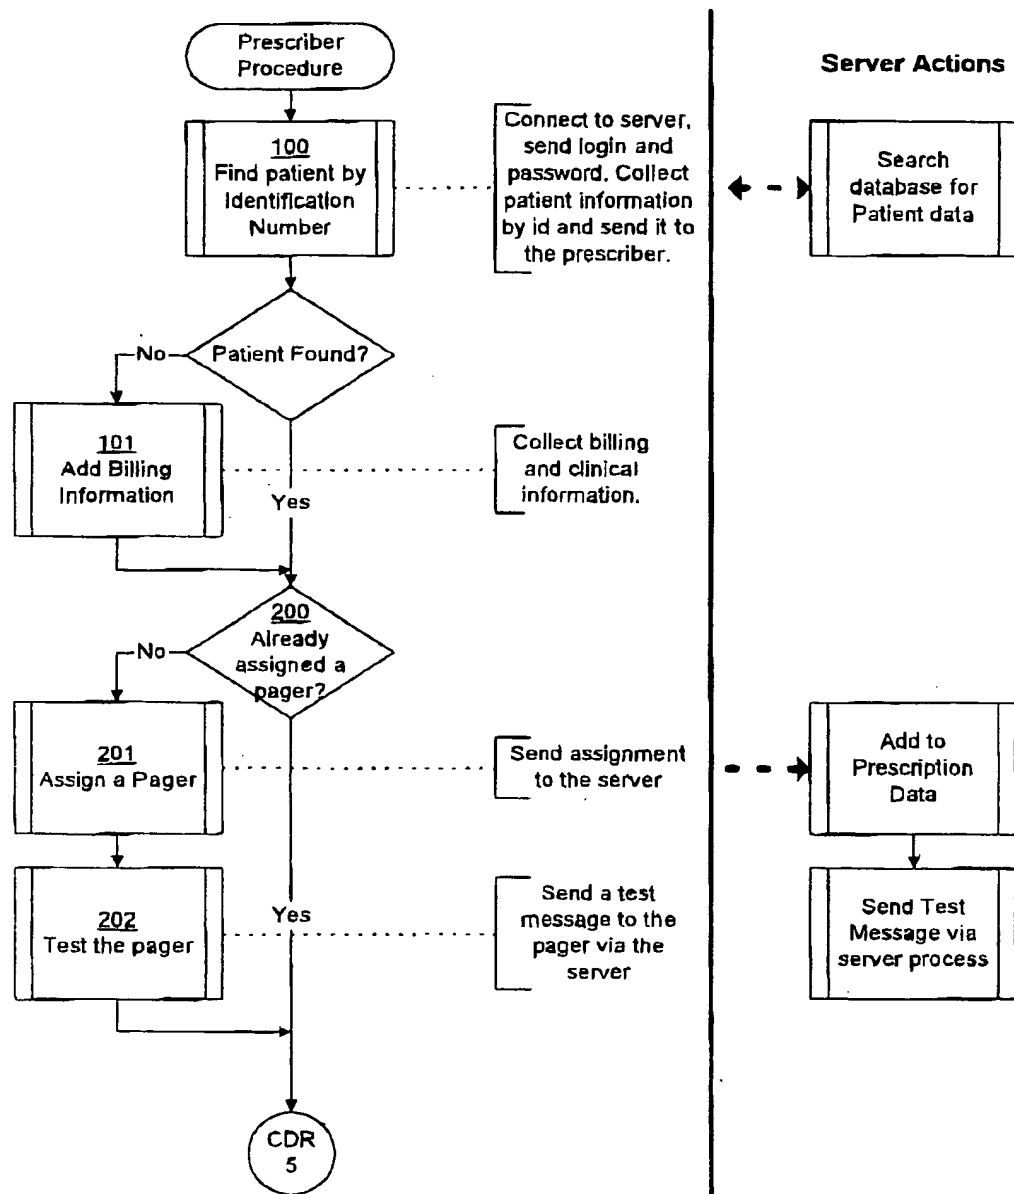 Prescriber
Procedure
Server Actions
100
Find patient by
Identification
Number
Connect to server,
send login and
password. Collect
patient information
by id and send it to
the prescriber.
Search
database for
Patient data
Patient Found?
No
Yes
101
Add Billing
Information
Collect billing
and clinical
information.
200
Already
assigned a
pager?
No
Yes
201
Assign a Pager
Send assignment
to the server
Add to
Prescription
Data
202
Test the pager
Send a test
message to the
pager via the
server
Send Test
Message via
server process
CDR
5